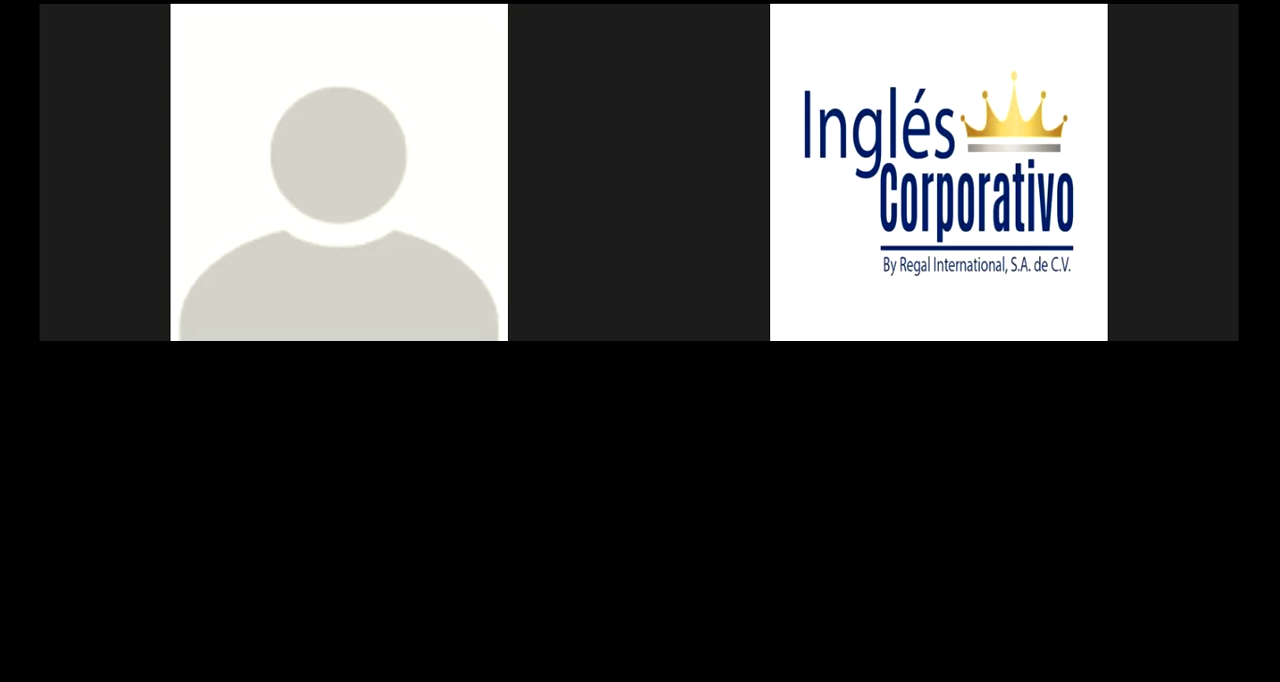 Inglés
Corporativo
By Regal International, S.A. de C.V.